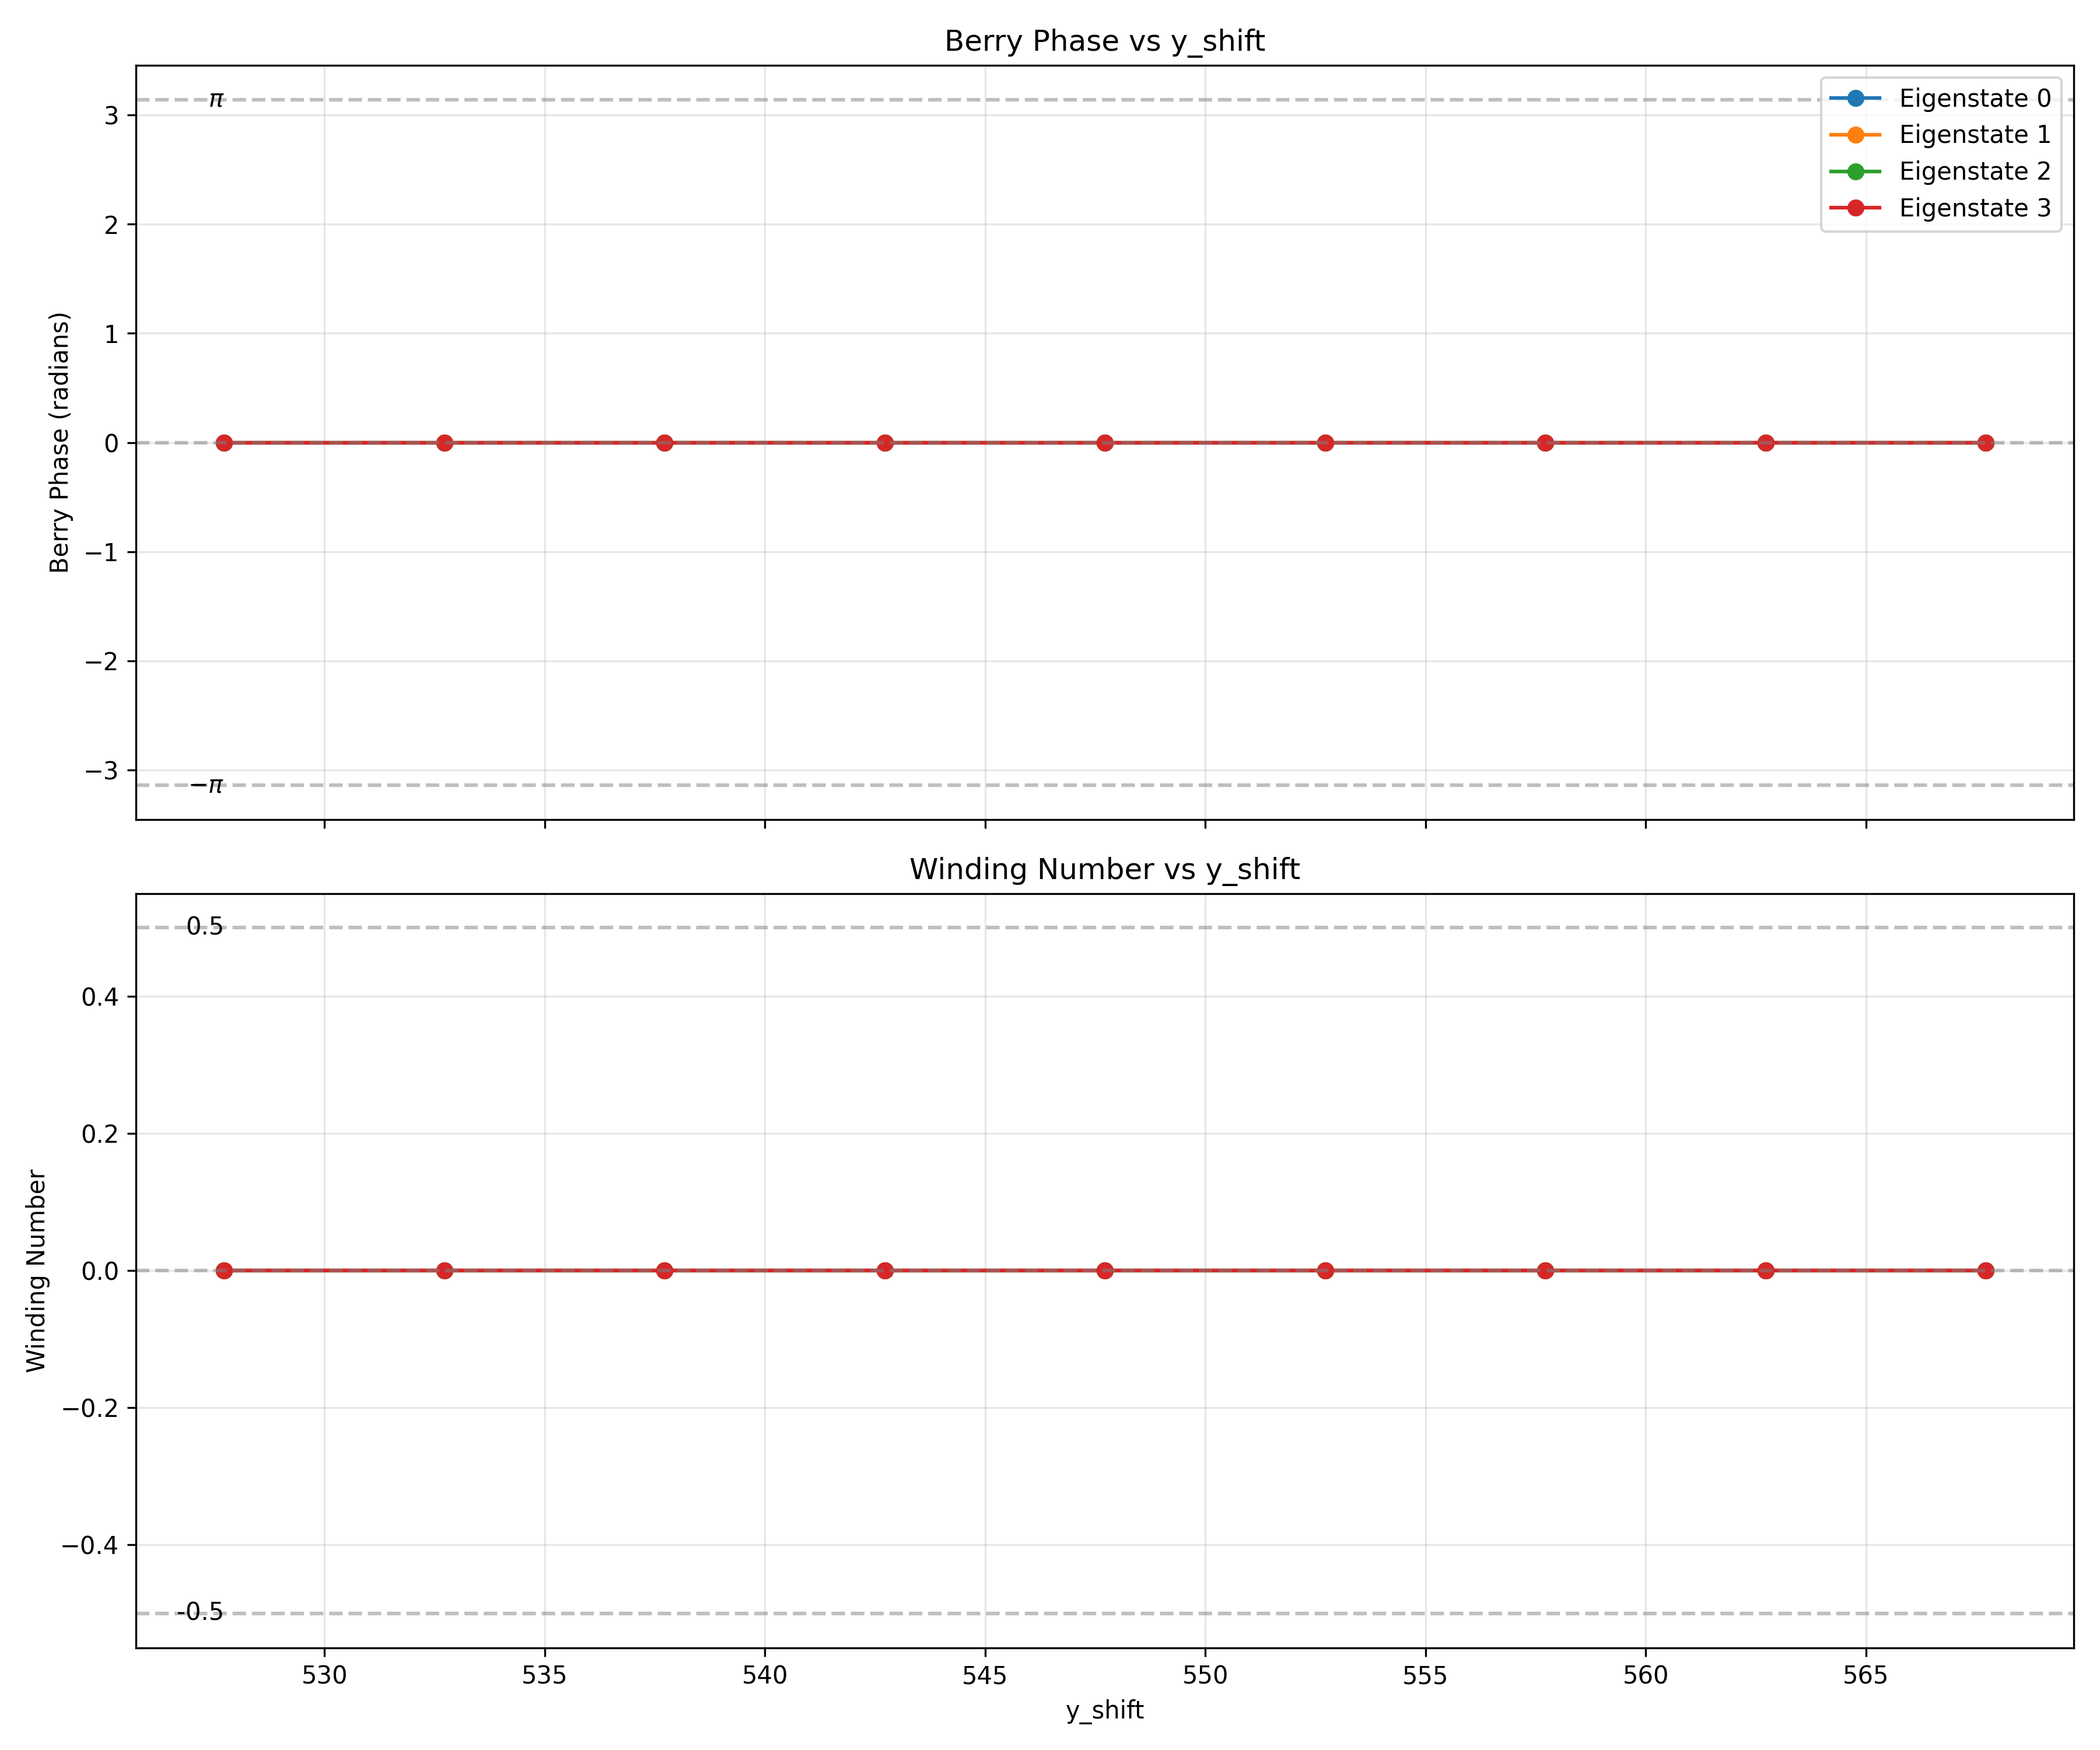 Berry Phase vs y_shift
π
3
2
1
0
−1
−2
−3
−π
Berry Phase (radians)
Eigenstate 0
Eigenstate 1
Eigenstate 2
Eigenstate 3
Winding Number vs y_shift
0.5
0.4
0.2
0.0
−0.2
−0.4
-0.5
Winding Number
530 535 540 545 550 555 560 565
y_shift